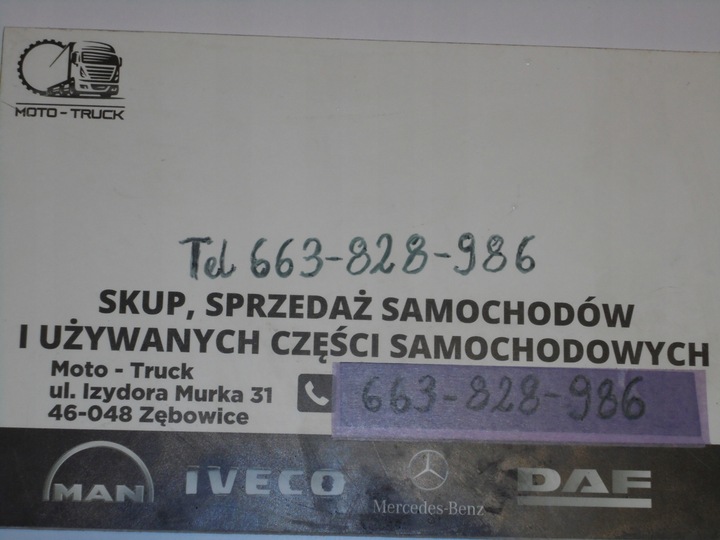 MOTO - TRUCK
Tel 663-828-986
SKUP, SPRZEDAŻ SAMOCHODÓW
I UŻYWANYCH CZĘŚCI SAMOCHODOWYCH
Moto - Truck
ul. Izydora Murka 31
46-048 Zębowice
663-828-986
MAN IVECO Mercedes-Benz DAF